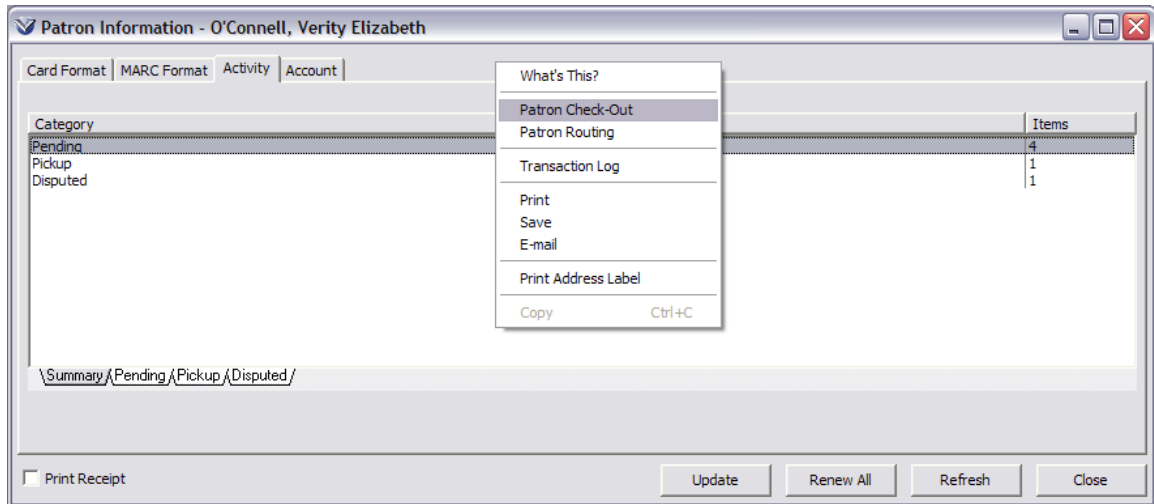 Patron Information - O'Connell, Verity Elizabeth
Card Format MARC Format Activity Account
Category Items
Pending 4
Pickup 1
Disputed 1
What's This?
Patron Check-Out
Patron Routing
Transaction Log
Print
Save
E-mail
Print Address Label
Copy Ctrl+C
Summary Pending Pickup Disputed
Print Receipt Update Renew All Refresh Close